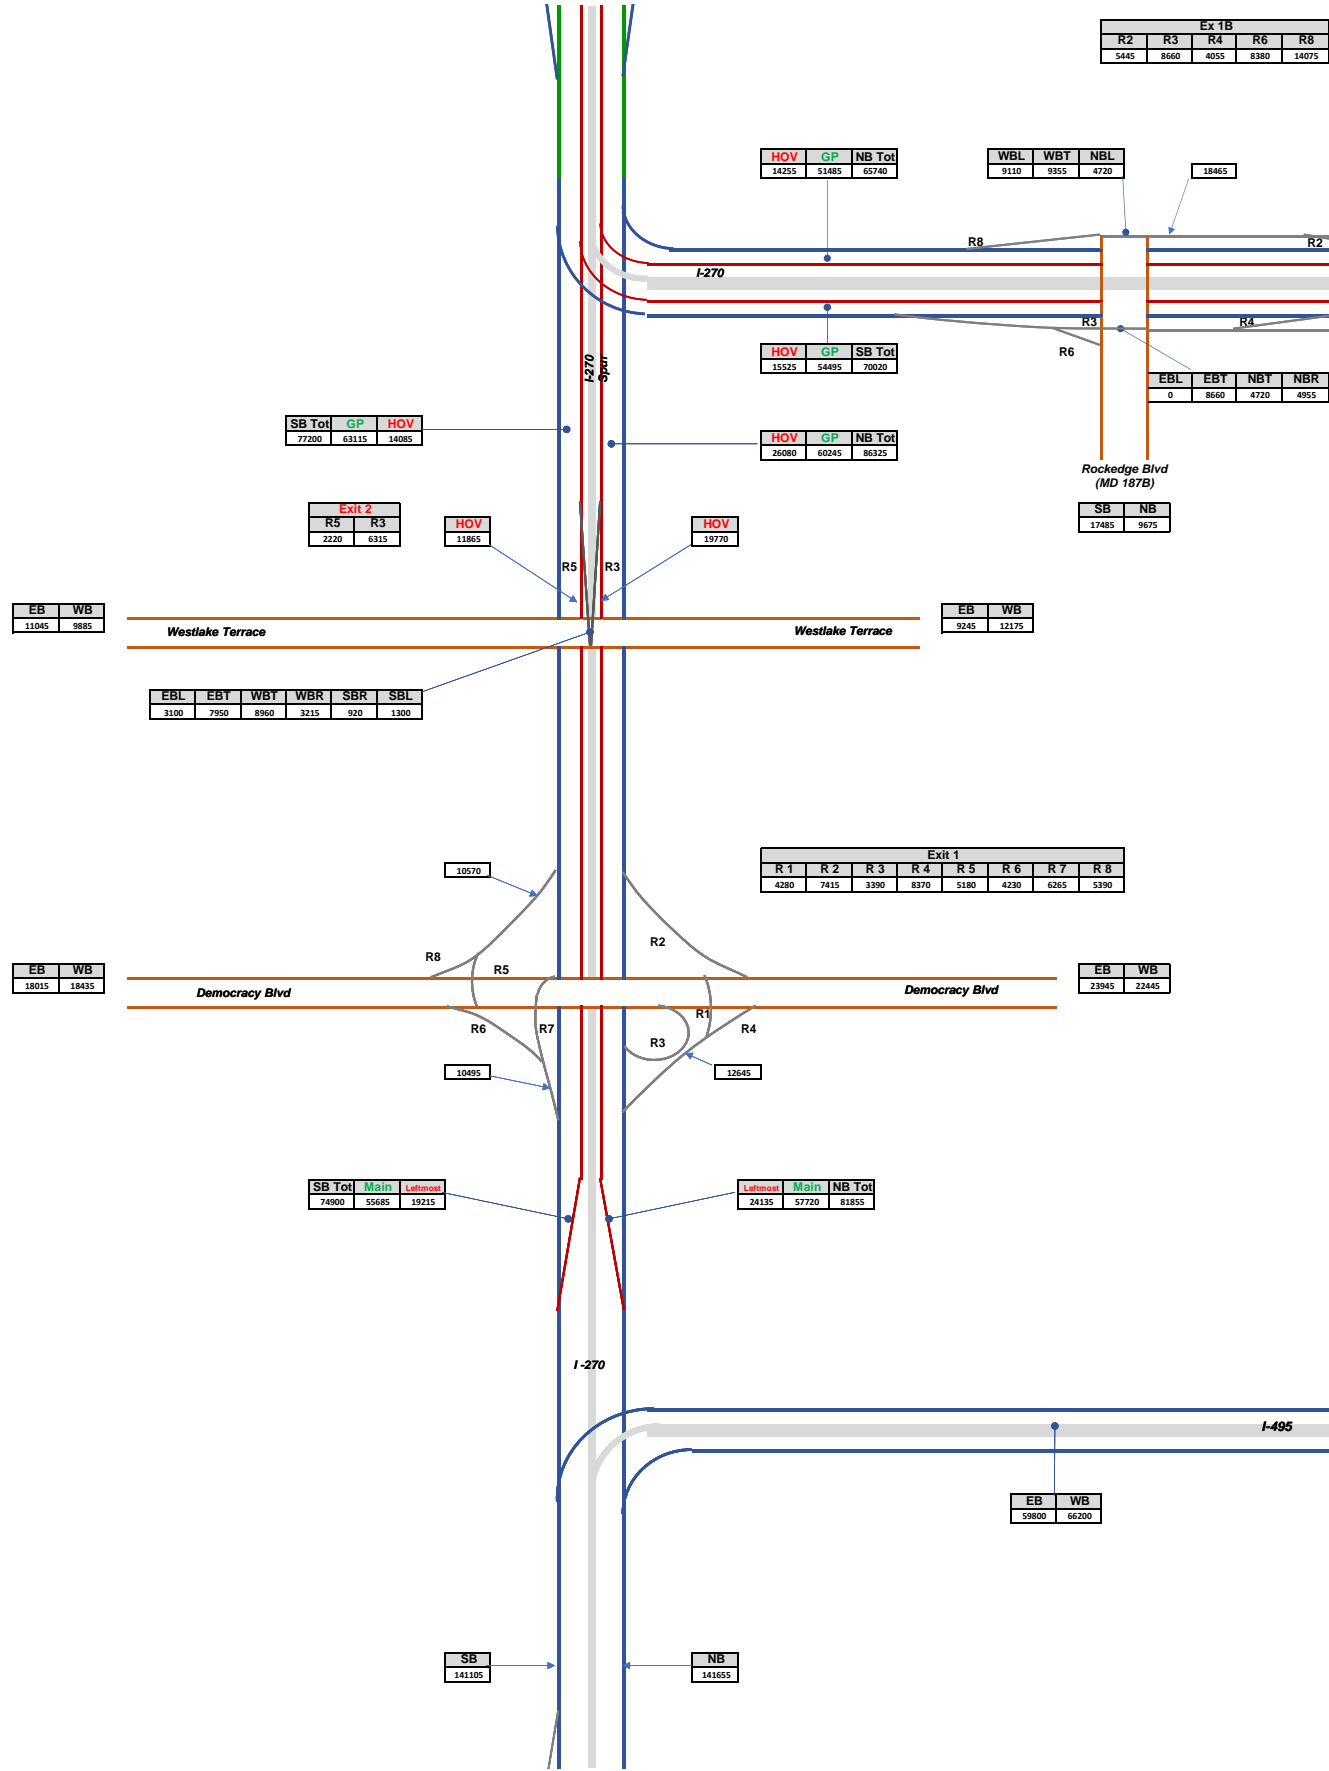 Ex 1B
R2 R3 R4 R6 R8
5445 8660 4055 8380 14075
HOV GP NB Tot
14255 51485 65740
WBL WBT NBL
9110 9355 4720
18465
R8
R2
I-270
R3
R4
R6
HOV GP SB Tot
15525 54495 70020
I-270
Spur
EBL EBT NBT NBR
0 8660 4720 4955
SB Tot GP HOV
77200 63115 14085
HOV GP NB Tot
26080 60245 86325
Rockedge Blvd
(MD 187B)
SB NB
17485 9675
Exit 2
R5 R3
2220 6315
HOV
11865
HOV
19770
R5
R3
EB WB
11045 9885
Westlake Terrace
Westlake Terrace
EB WB
9245 12175
EBL EBT WBT WBR SBR SBL
3100 7950 8960 3215 920 1300
Exit 1
R 1 R 2 R 3 R 4 R 5 R 6 R 7 R 8
4280 7415 3390 8370 5180 4230 6265 5390
10570
R2
R8
R5
EB WB
18015 18435
Democracy Blvd
Democracy Blvd
EB WB
23945 22445
R6
R7
R1
R4
R3
10495
12645
SB Tot Main Leftmost
74900 55685 19215
Leftmost Main NB Tot
24135 57720 81855
I -270
I-495
EB WB
59800 66200
SB
141105
NB
141655